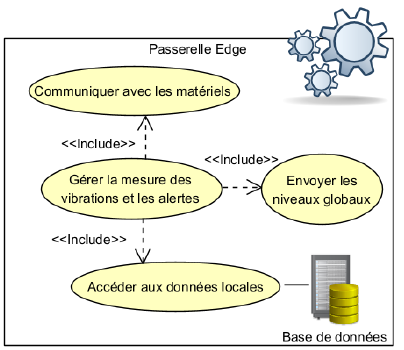 Passerelle Edge
Communiquer avec les matériels
<<Include>>
<<Include>>
Gérer la mesure des
vibrations et les alertes
Envoyer les
niveaux globaux
<<Include>>
Accéder aux données locales
Base de données